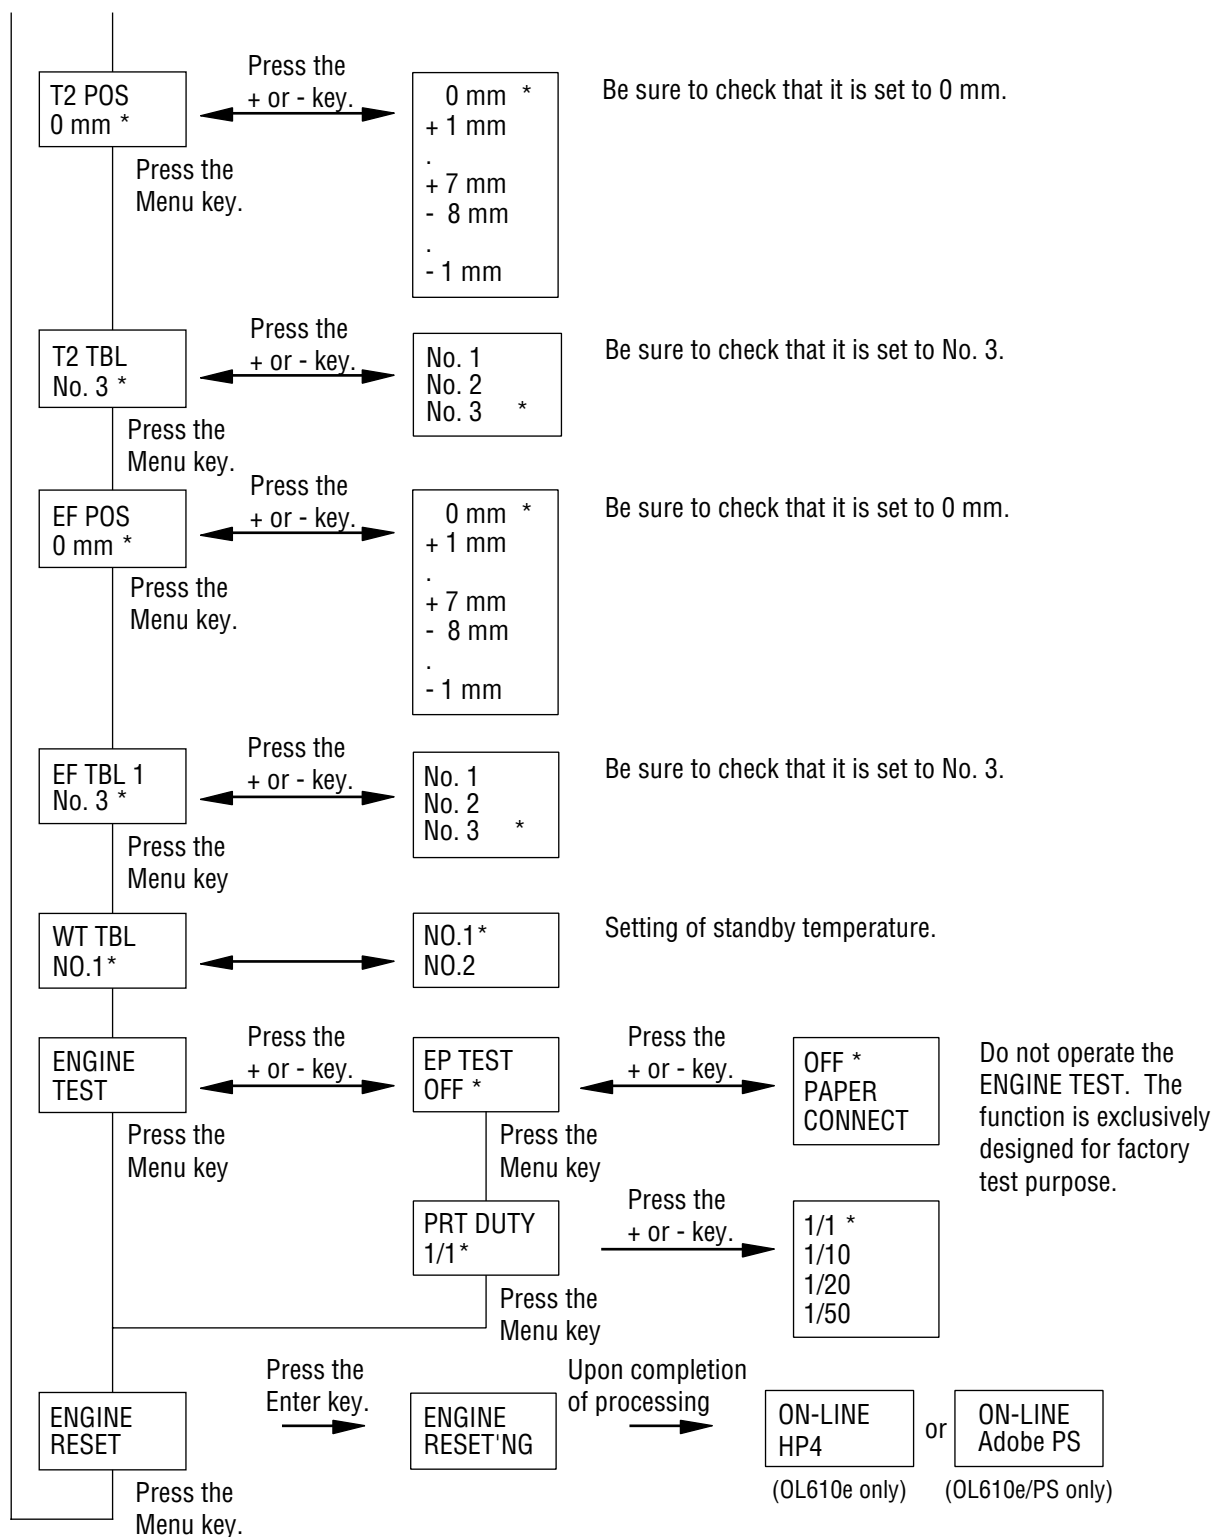 Press the
+ or - key.
T2 POS
0 mm *
0 mm *
+ 1 mm
.
+ 7 mm
- 8 mm
.
- 1 mm
Be sure to check that it is set to 0 mm.
Press the
Menu key.
Press the
+ or - key.
T2 TBL
No. 3 *
No. 1
No. 2
No. 3 *
Be sure to check that it is set to No. 3.
Press the
Menu key.
Press the
+ or - key.
EF POS
0 mm *
0 mm *
+ 1 mm
.
+ 7 mm
- 8 mm
.
- 1 mm
Be sure to check that it is set to 0 mm.
Press the
Menu key.
Press the
+ or - key.
EF TBL 1
No. 3 *
No. 1
No. 2
No. 3 *
Be sure to check that it is set to No. 3.
Press the
Menu key
WT TBL
NO.1*
NO.1*
NO.2
Setting of standby temperature.
ENGINE
TEST
Press the
+ or - key.
EP TEST
OFF *
Press the
+ or - key.
OFF *
PAPER
CONNECT
Do not operate the
ENGINE TEST. The
function is exclusively
designed for factory
test purpose.
Press the
Menu key
Press the
Menu key
PRT DUTY
1/1*
Press the
+ or - key.
1/1 *
1/10
1/20
1/50
Press the
Menu key
ENGINE
RESET
Press the
Enter key.
ENGINE
RESET'NG
Upon completion
of processing
ON-LINE
HP4
or
ON-LINE
Adobe PS
(OL610e only)
(OL610e/PS only)
Press the
Menu key.